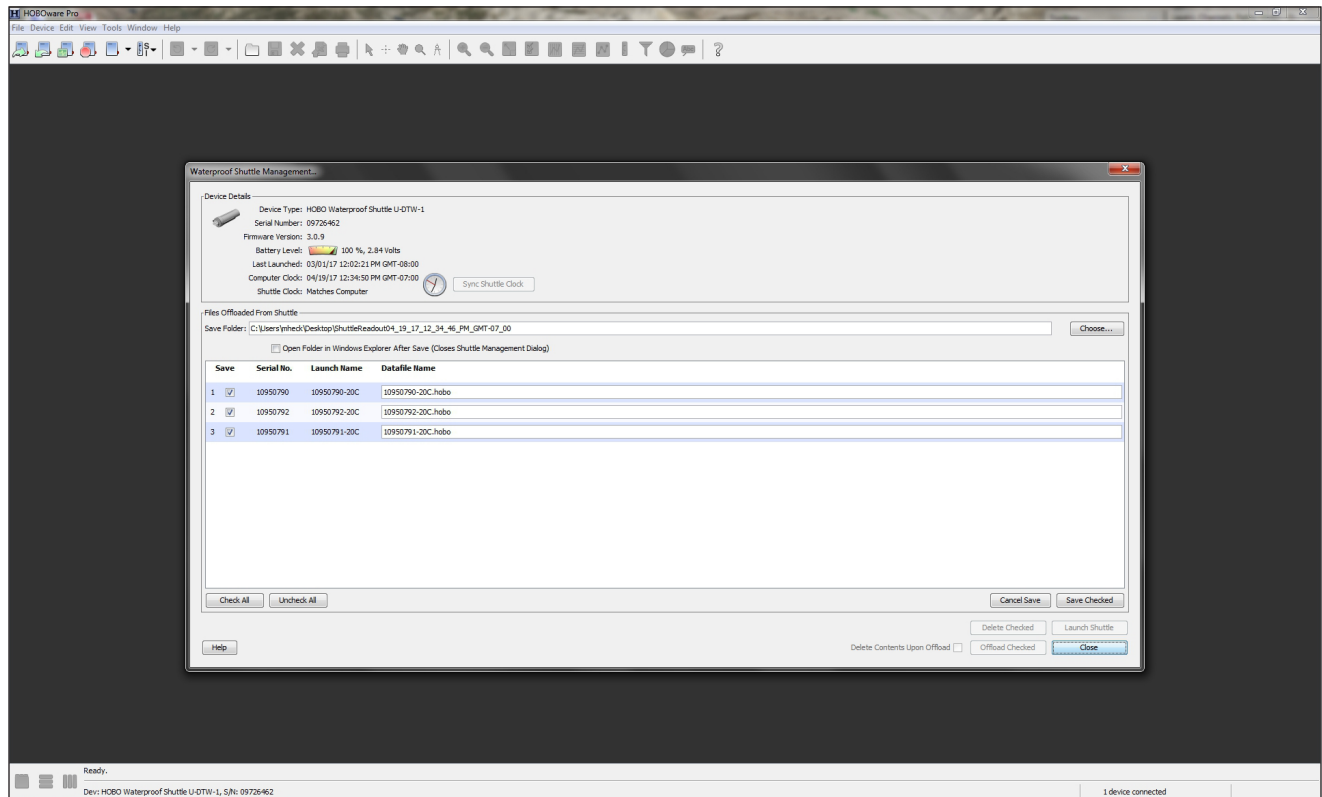 HOBOware Pro
File Device Edit View Tools Window Help
Waterproof Shuttle Management...
Device Details
Device Type: HOBO Waterproof Shuttle U-DTW-1
Serial Number: 09726462
Firmware Version: 3.0.9
Battery Level: 100 %, 2.84 Volts
Last Launched: 03/01/17 12:02:21 PM GMT-08:00
Computer Clock: 04/19/17 12:34:50 PM GMT-07:00
Shuttle Clock: Matches Computer
Sync Shuttle Clock
Files Offloaded From Shuttle
Save Folder: C:\Users\mheck\Desktop\ShuttleReadout04_19_17_12_34_46_PM_GMT-07_00
Choose...
Open Folder in Windows Explorer After Save (Closes Shuttle Management Dialog)
Save Serial No. Launch Name Datafile Name
1 10950790 10950790-20C 10950790-20C.hobo
2 10950792 10950792-20C 10950792-20C.hobo
3 10950791 10950791-20C 10950791-20C.hobo
Check All Uncheck All Cancel Save Save Checked
Delete Checked Launch Shuttle
Help Delete Contents Upon Offload Offload Checked Close
Ready.
Dev: HOBO Waterproof Shuttle U-DTW-1, S/N: 09726462 1 device connected